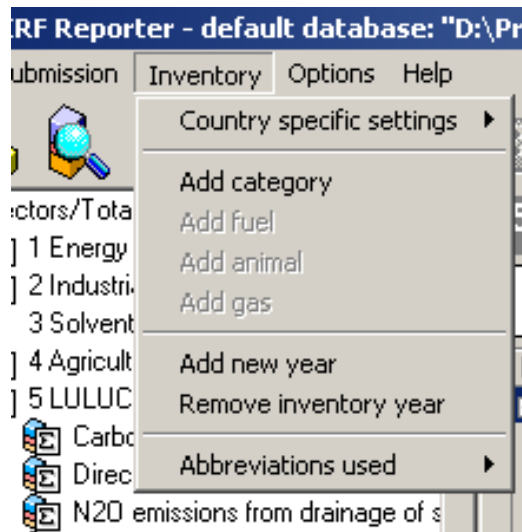 RF Reporter - default database: "D:\Pr
ubmission Inventory Options Help
Country specific settings
Add category
Add fuel
Add animal
Add gas
Add new year
Remove inventory year
Abbreviations used
ectors/Tota
1 Energy
2 Industri
3 Solvent
4 Agricult
5 LULUC
Carbo
Direc
N2O emissions from drainage of s